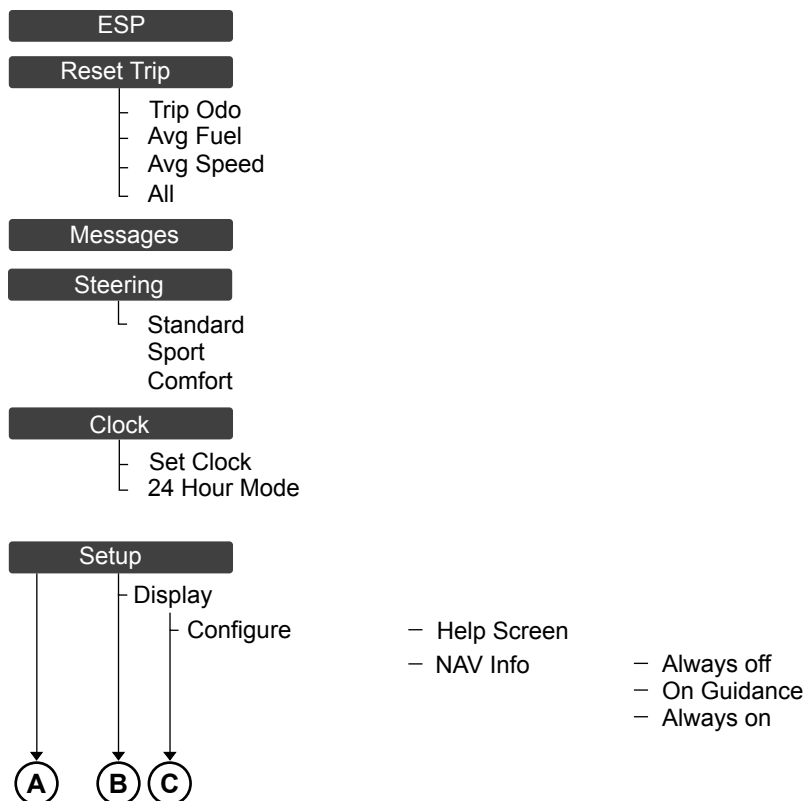 ESP
Reset Trip
Trip Odo
Avg Fuel
Avg Speed
All
Messages
Steering
Standard
Sport
Comfort
Clock
Set Clock
24 Hour Mode
Setup
Display
Configure
Help Screen
NAV Info
Always off
On Guidance
Always on
A
B
C